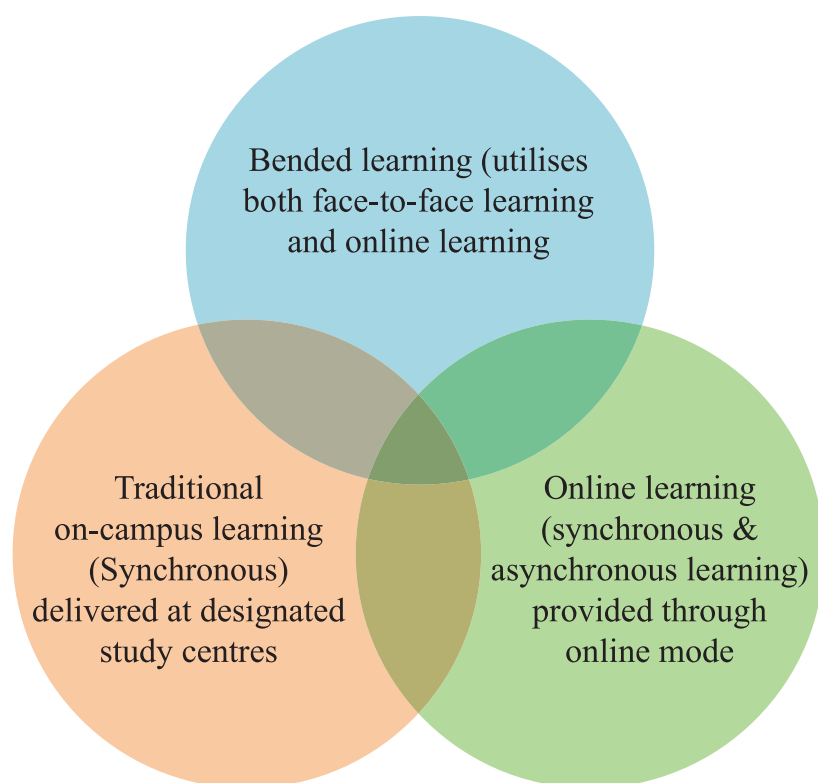 Bended learning (utilises
both face-to-face learning
and online learning
Traditional
on-campus learning
(Synchronous)
delivered at designated
study centres
Online learning
(synchronous &
asynchronous learning)
provided through
online mode